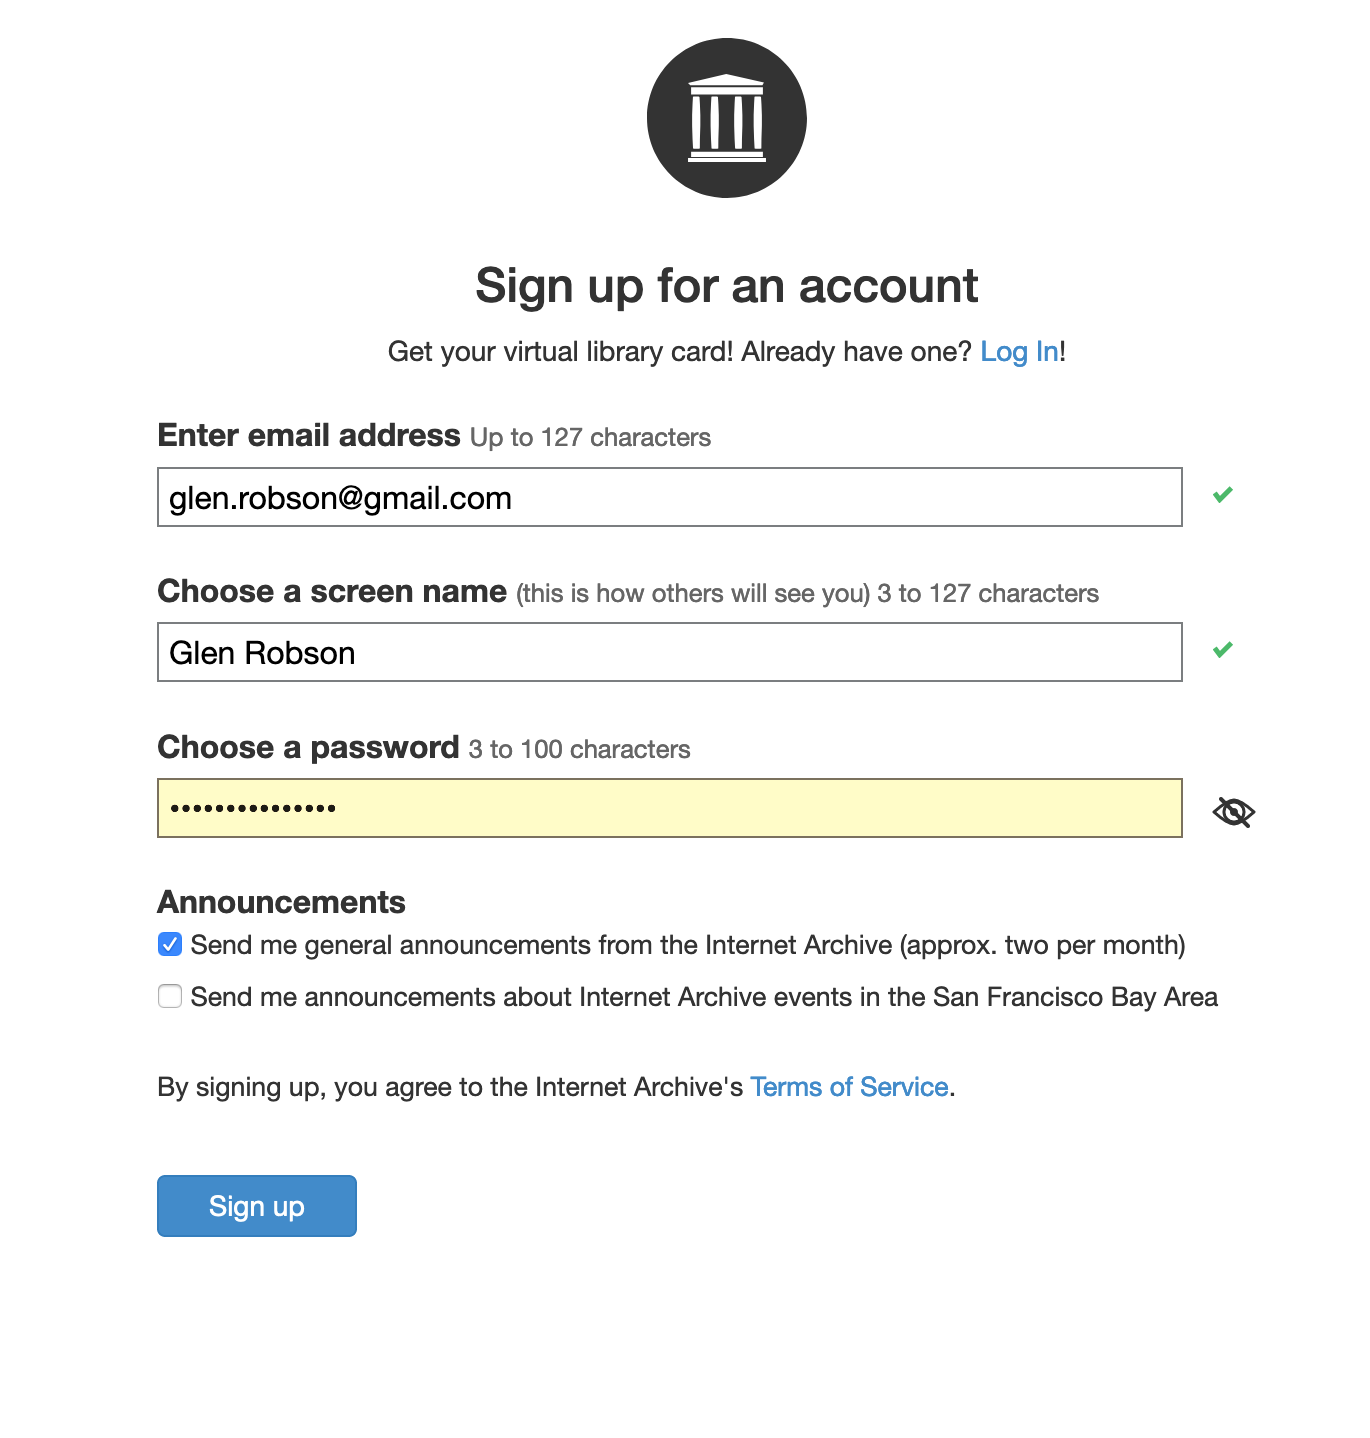 Sign up for an account
Get your virtual library card! Already have one? Log In!
Enter email address Up to 127 characters
glen.robson@gmail.com
Choose a screen name (this is how others will see you) 3 to 127 characters
Glen Robson
Choose a password 3 to 100 characters
•••••••••••••••
Announcements
Send me general announcements from the Internet Archive (approx. two per month)
Send me announcements about Internet Archive events in the San Francisco Bay Area
By signing up, you agree to the Internet Archive's Terms of Service.
Sign up